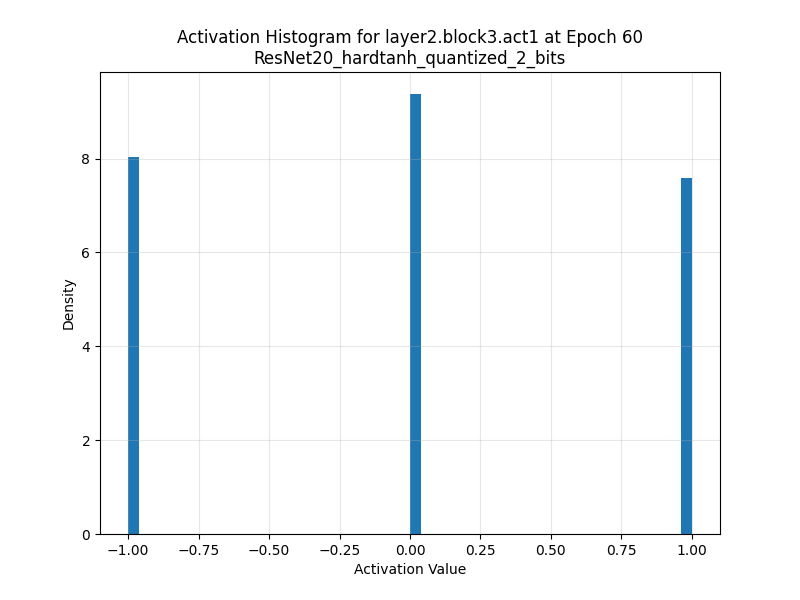 Activation Histogram for layer2.block3.act1 at Epoch 60
ResNet20_hardtanh_quantized_2_bits
8
6
4
2
0
Density
−1.00 −0.75 −0.50 −0.25 0.00 0.25 0.50 0.75 1.00
Activation Value